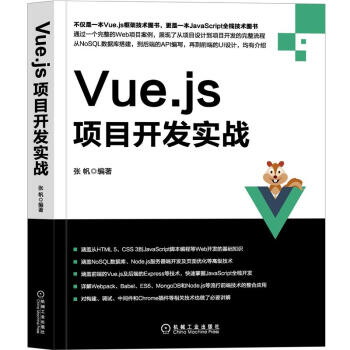 Vue.js 项目开发实战
张 帆◎编著
不仅是一本Vue.js框架技术图书,更是一本JavaScript全栈技术图书
通过一个完整的Web项目案例,展现了从项目设计到项目开发的完整流程
从NoSQL数据库搭建,到后端的API编写,再到前端的UI设计,均有介绍
Vue.js
项目开发实战
张 帆◎编著
涵盖从HTML 5、CSS 3到JavaScript脚本编程等Web开发的基础知识
涵盖NoSQL数据库、Node.js服务器端开发及页面优化等高级技术
涵盖前端的Vue.js及后端的Express等技术,快速掌握JavaScript全栈开发
详解Webpack、Babel、ES6、MongoDB和Node.js等流行前端技术的整合应用
对构建、调试、中间件和Chrome插件等相关技术也做了必要讲解
机械工业出版社
China Machine Press
机械工业出版社
CHINA MACHINE PRESS